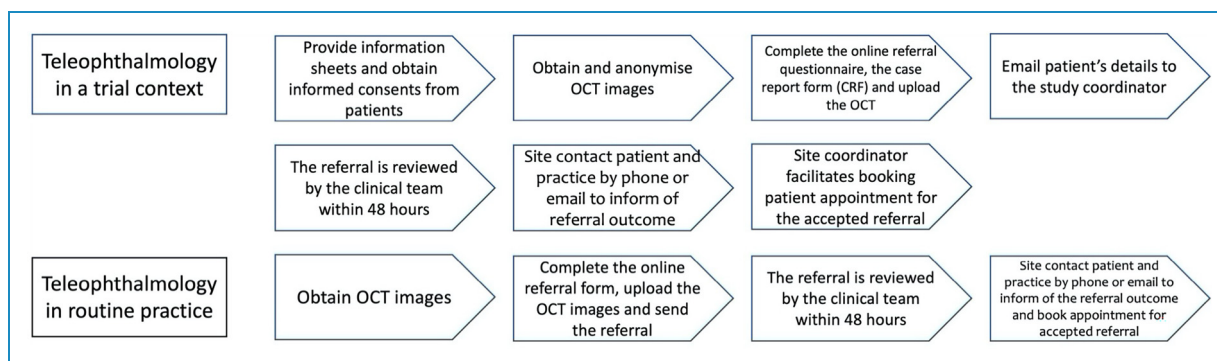 Teleophthalmology
in a trial context
Provide information
sheets and obtain
informed consents from
patients
Obtain and anonymise
OCT images
Complete the online referral
questionnaire, the case
report form (CRF) and upload
the OCT
Email patient's details to
the study coordinator
The referral is reviewed
by the clinical team
within 48 hours
Site contact patient and
practice by phone or
email to inform of
referral outcome
Site coordinator
facilitates booking
patient appointment for
the accepted referral
Teleophthalmology
in routine practice
Obtain OCT images
Complete the online
referral form, upload the
OCT images and send
the referral
The referral is reviewed
by the clinical team
within 48 hours
Site contact patient and
practice by phone or email to
inform of the referral outcome
and book appointment for
accepted referral